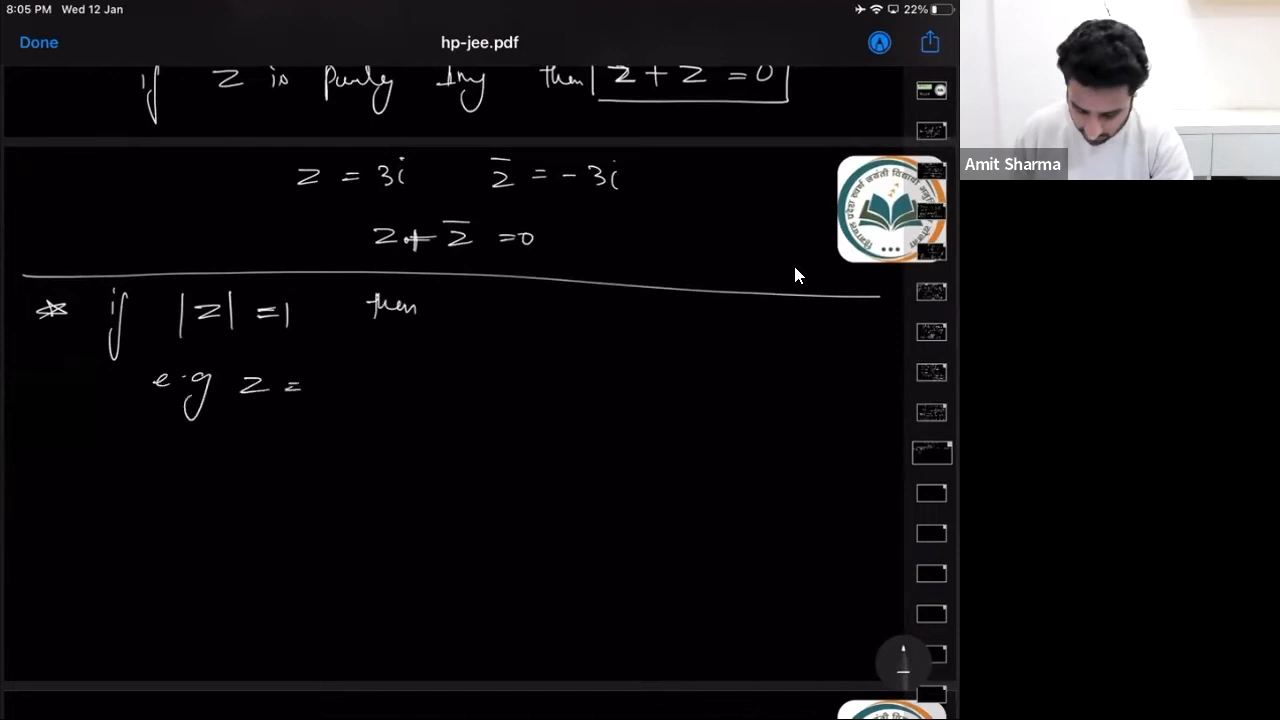 8:05 PM Wed 12 Jan 22%
Done hp-jee.pdf
if Z is purely Img then Z + Z = 0
Z = 3i z̅ = - 3i
Z + z̅ = 0
Amit Sharma
* if |Z| = 1 then
e.g Z =